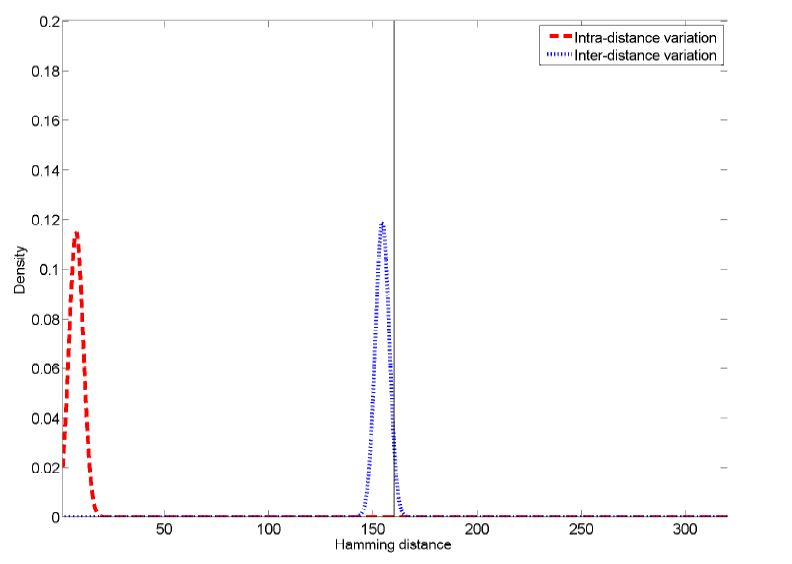 0.2
Intra-distance variation
Inter-distance variation
0.18
0.16
0.14
0.12
0.1
0.08
0.06
0.04
0.02
0
Density
50 100 150 200 250 300
Hamming distance